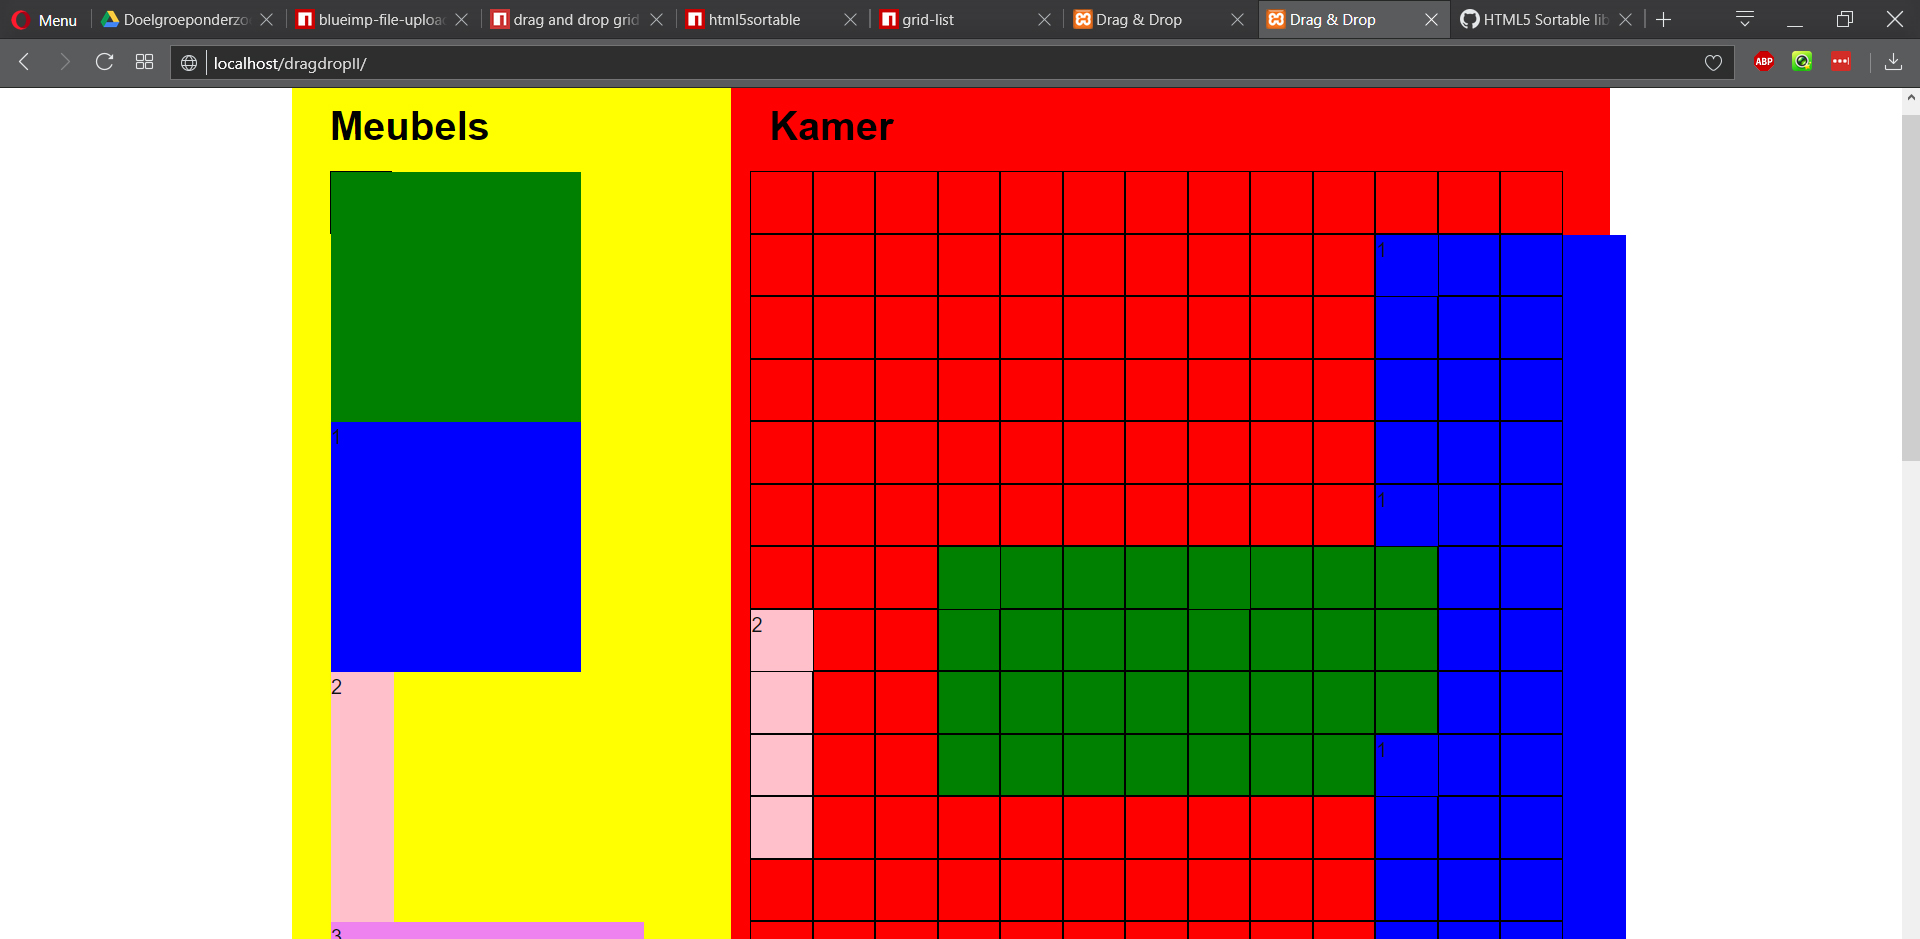 Menu
Doelgroeponderzo
blueimp-file-uploa
drag and drop grid
html5sortable
grid-list
Drag & Drop
Drag & Drop
HTML5 Sortable lib
localhost/dragdropII/
ABP
Meubels
Kamer
1
1
1
2
2
1
3